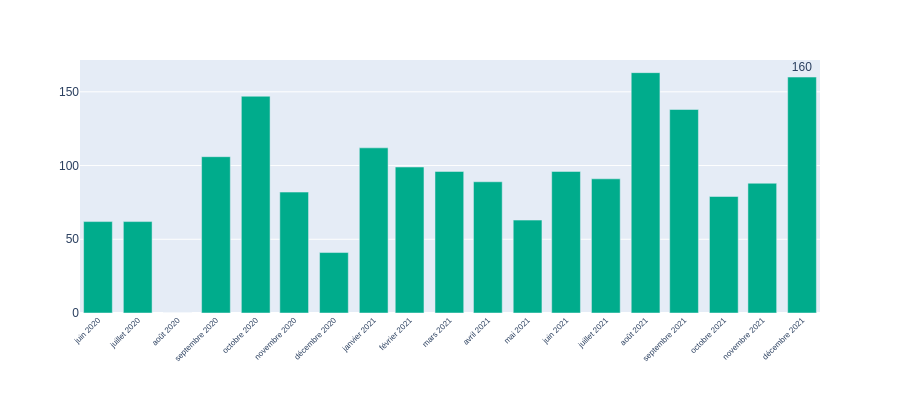 160
150
100
50
0
juin 2020
juillet 2020
août 2020
septembre 2020
octobre 2020
novembre 2020
décembre 2020
janvier 2021
février 2021
mars 2021
avril 2021
mai 2021
juin 2021
juillet 2021
août 2021
septembre 2021
octobre 2021
novembre 2021
décembre 2021